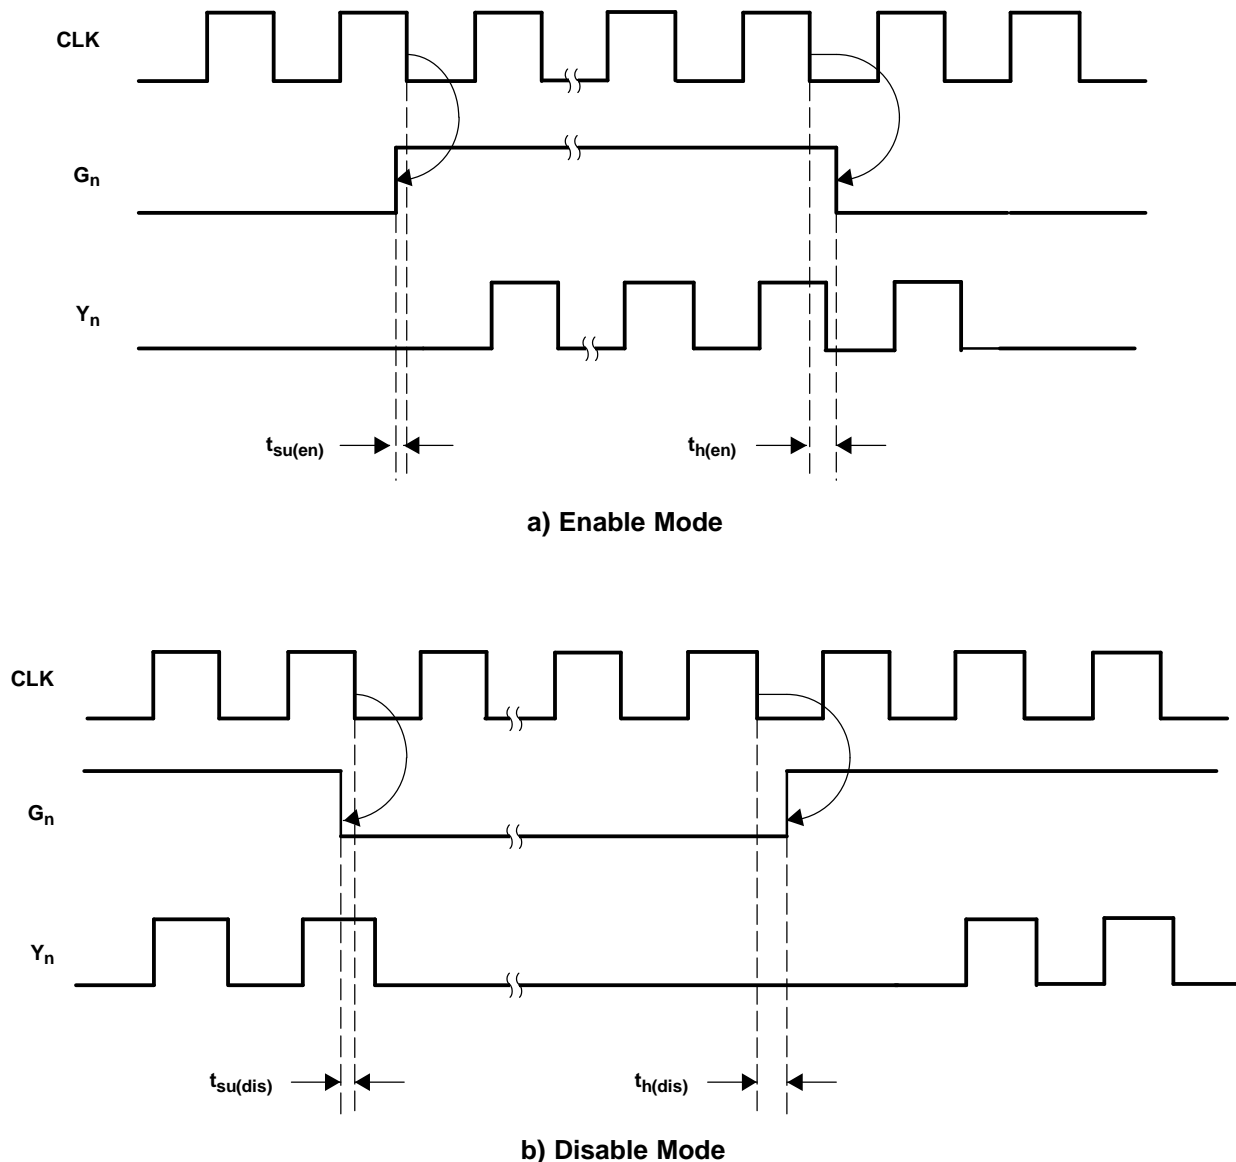 CLK
Gn
Yn
tsu(en)
th(en)
a) Enable Mode
CLK
Gn
Yn
tsu(dis)
th(dis)
b) Disable Mode